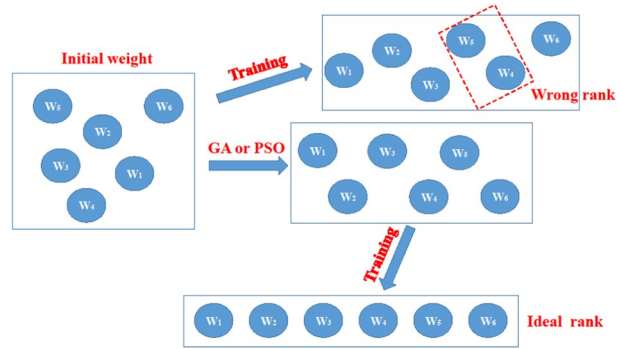 Initial weight
W5
W6
W2
W3
W1
W4
Training
W5
W6
W2
W1
W4
W3
Wrong rank
GA or PSO
W1
W3
W5
W2
W4
W6
Training
W1 W2 W3 W4 W5 W6
Ideal rank